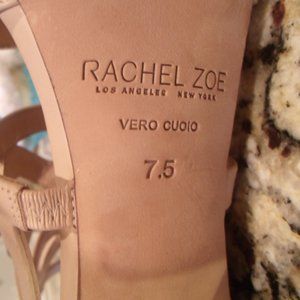 RACHEL ZOE
LOS ANGELES NEW YORK
VERO CUOIO
7.5